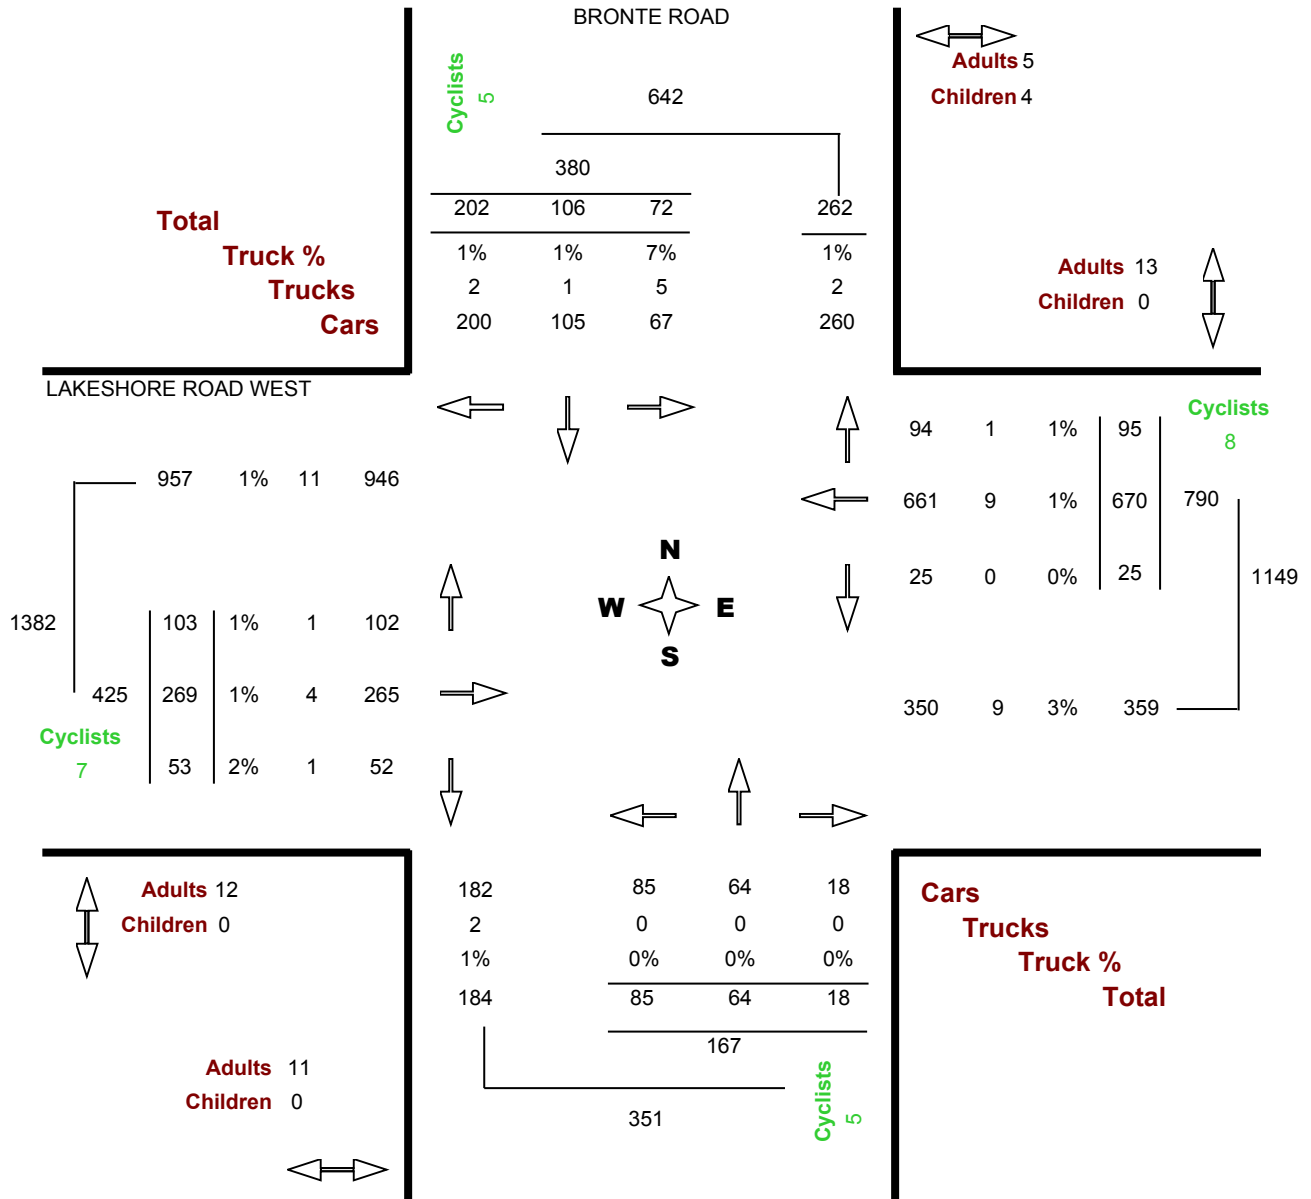 BRONTE ROAD
Cyclists
5
642
380
202 106 72 262
1% 1% 7% 1%
2 1 5 2
200 105 67 260
Total
Truck %
Trucks
Cars
Adults 5
Children 4
Adults 13
Children 0
LAKESHORE ROAD WEST
957 1% 11 946
1382
103 1% 1 102
425 269 1% 4 265
53 2% 1 52
Cyclists
7
N
W E
S
94 1 1% 95
661 9 1% 670 790
25 0 0% 25
1149
350 9 3% 359
Cyclists
8
Adults 12
Children 0
Adults 11
Children 0
182 85 64 18
2 0 0 0
1% 0% 0% 0%
184 85 64 18
167
351
Cyclists
5
Cars
Trucks
Truck %
Total